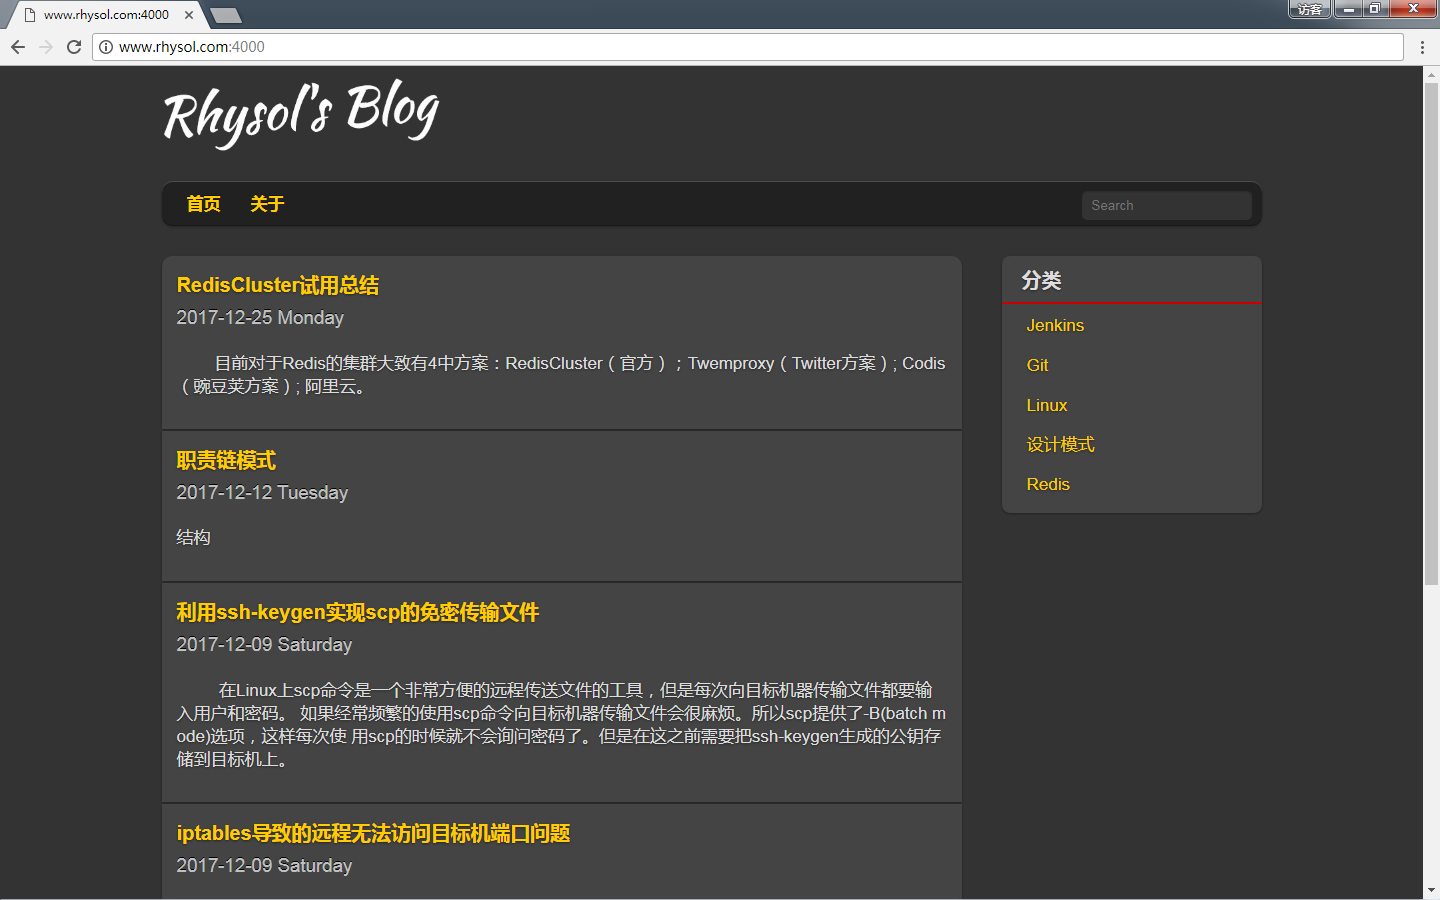 www.rhysol.com:4000
访客
www.rhysol.com:4000
Rhysol's Blog
首页 关于
Search
RedisCluster试用总结
2017-12-25 Monday
目前对于Redis的集群大致有4中方案：RedisCluster（官方）；Twemproxy（Twitter方案）; Codis
（豌豆荚方案）; 阿里云。
职责链模式
2017-12-12 Tuesday
结构
利用ssh-keygen实现scp的免密传输文件
2017-12-09 Saturday
在Linux上scp命令是一个非常方便的远程传送文件的工具，但是每次向目标机器传输文件都要输
入用户和密码。 如果经常频繁的使用scp命令向目标机器传输文件会很麻烦。所以scp提供了-B(batch m
ode)选项，这样每次使 用scp的时候就不会询问密码了。但是在这之前需要把ssh-keygen生成的公钥存
储到目标机上。
iptables导致的远程无法访问目标机端口问题
2017-12-09 Saturday
分类
Jenkins
Git
Linux
设计模式
Redis